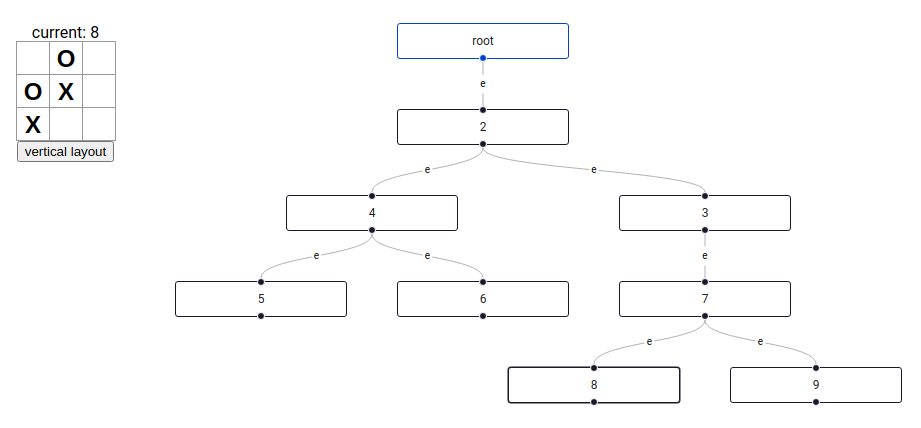 current: 8
O
O X
X
vertical layout
root
e
2
e e
4 3
e e e
5 6 7
e e
8 9